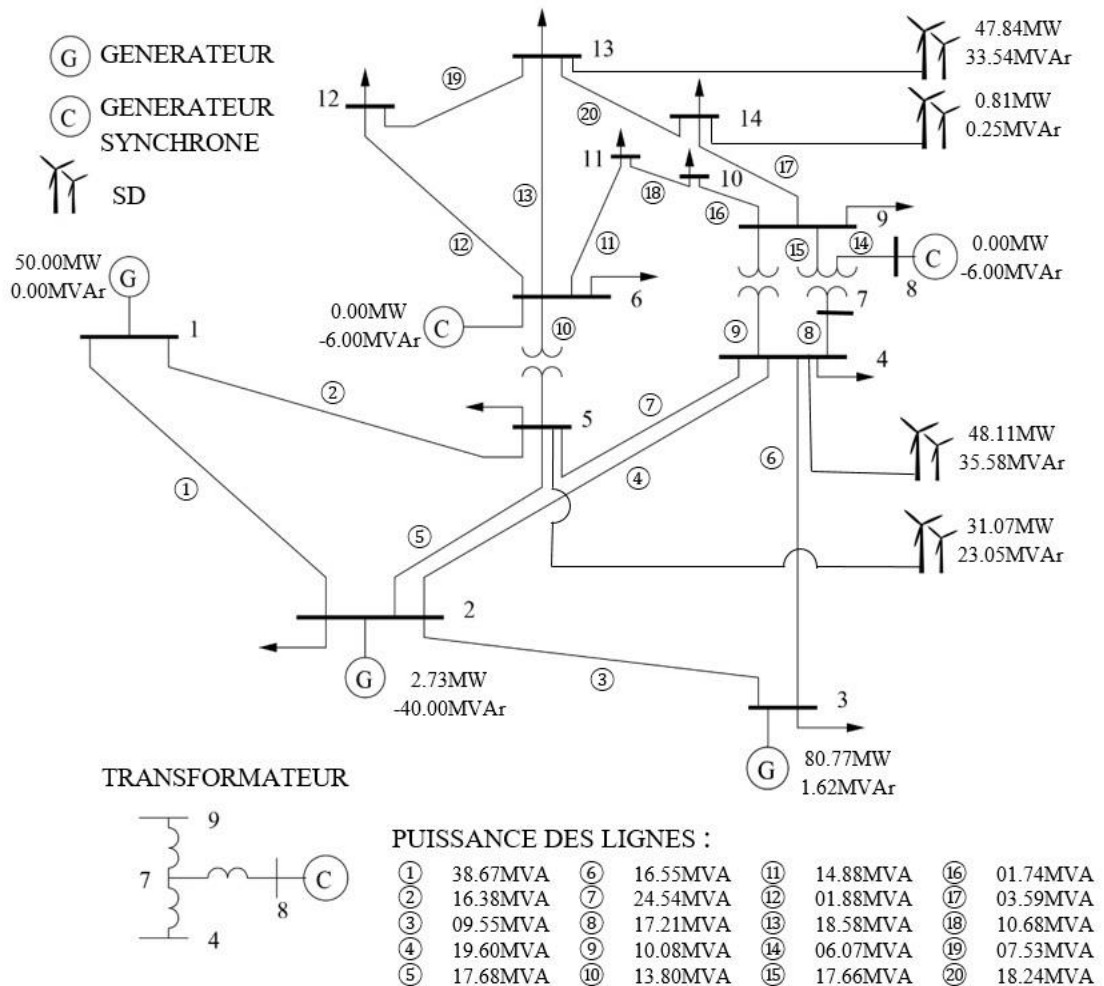 G GENERATEUR
C GENERATEUR
SYNCHRONE
SD
47.84MW
33.54MVAr
0.81MW
0.25MVAr
13
⑲
12
⑳
14
11
10
⑰
⑱
⑯
⑬
9
⑫
⑪
⑮
⑭
C
0.00MW
-6.00MVAr
8
50.00MW
0.00MVAr
G
1
6
7
0.00MW
-6.00MVAr
C
⑩
⑨
⑧
4
②
5
⑦
①
④
⑥
48.11MW
35.58MVAr
⑤
31.07MW
23.05MVAr
2
G
2.73MW
-40.00MVAr
③
3
G
80.77MW
1.62MVAr
TRANSFORMATEUR
9
7
C
8
4
PUISSANCE DES LIGNES :
① 38.67MVA ⑥ 16.55MVA ⑪ 14.88MVA ⑯ 01.74MVA
② 16.38MVA ⑦ 24.54MVA ⑫ 01.88MVA ⑰ 03.59MVA
③ 09.55MVA ⑧ 17.21MVA ⑬ 18.58MVA ⑱ 10.68MVA
④ 19.60MVA ⑨ 10.08MVA ⑭ 06.07MVA ⑲ 07.53MVA
⑤ 17.68MVA ⑩ 13.80MVA ⑮ 17.66MVA ⑳ 18.24MVA